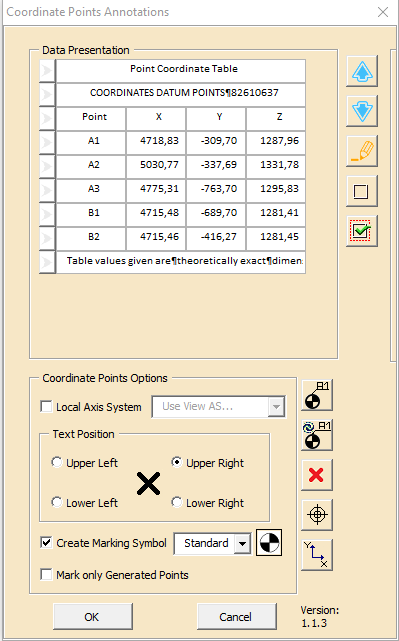 Coordinate Points Annotations
Data Presentation
Point Coordinate Table
COORDINATES DATUM POINTS¶82610637
Point X Y Z
A1 4718,83 -309,70 1287,96
A2 5030,77 -337,69 1331,78
A3 4775,31 -763,70 1295,83
B1 4715,48 -689,70 1281,41
B2 4715,46 -416,27 1281,45
Table values given are¶theoretically exact¶dimen
Coordinate Points Options
Local Axis System Use View AS...
Text Position
Upper Left Upper Right
Lower Left Lower Right
Create Marking Symbol Standard
Mark only Generated Points
A1
A1
Y
X
OK Cancel Version:
1.1.3